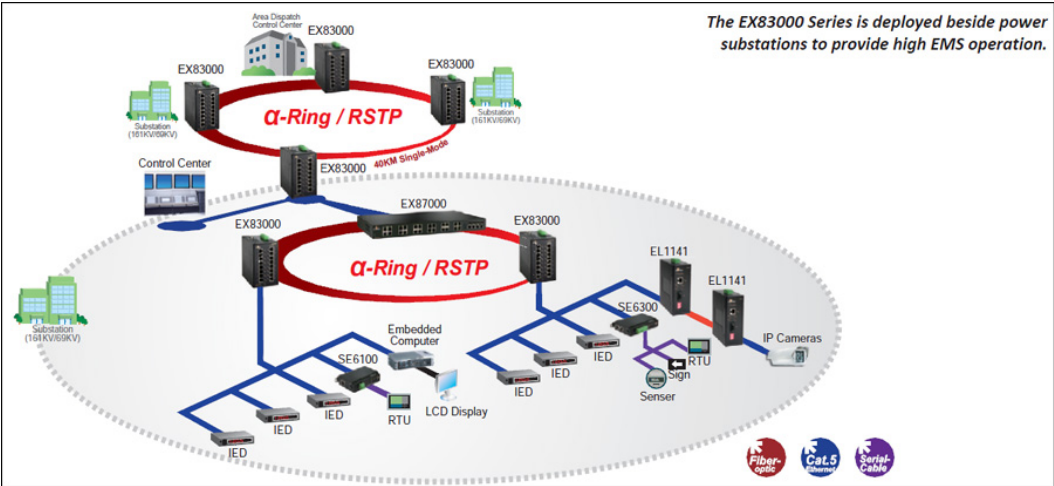 The EX83000 Series is deployed beside power
substations to provide high EMS operation.
Area Dispatch
Control Center
EX83000
EX83000
EX83000
α-Ring / RSTP
Substation
(161KV/69KV)
Substation
(161KV/69KV)
40KM Single-Mode
Control Center
EX83000
EX87000
EX83000
EX83000
α-Ring / RSTP
EL1141
EL1141
SE6300
Substation
(161KV/69KV)
Embedded
Computer
IP Cameras
SE6100
IED
RTU
Sign
IED
IED
Senser
LCD Display
IED
RTU
IED
IED
Fiber-
optic
Cat.5
Ethernet
Serial-
Cable